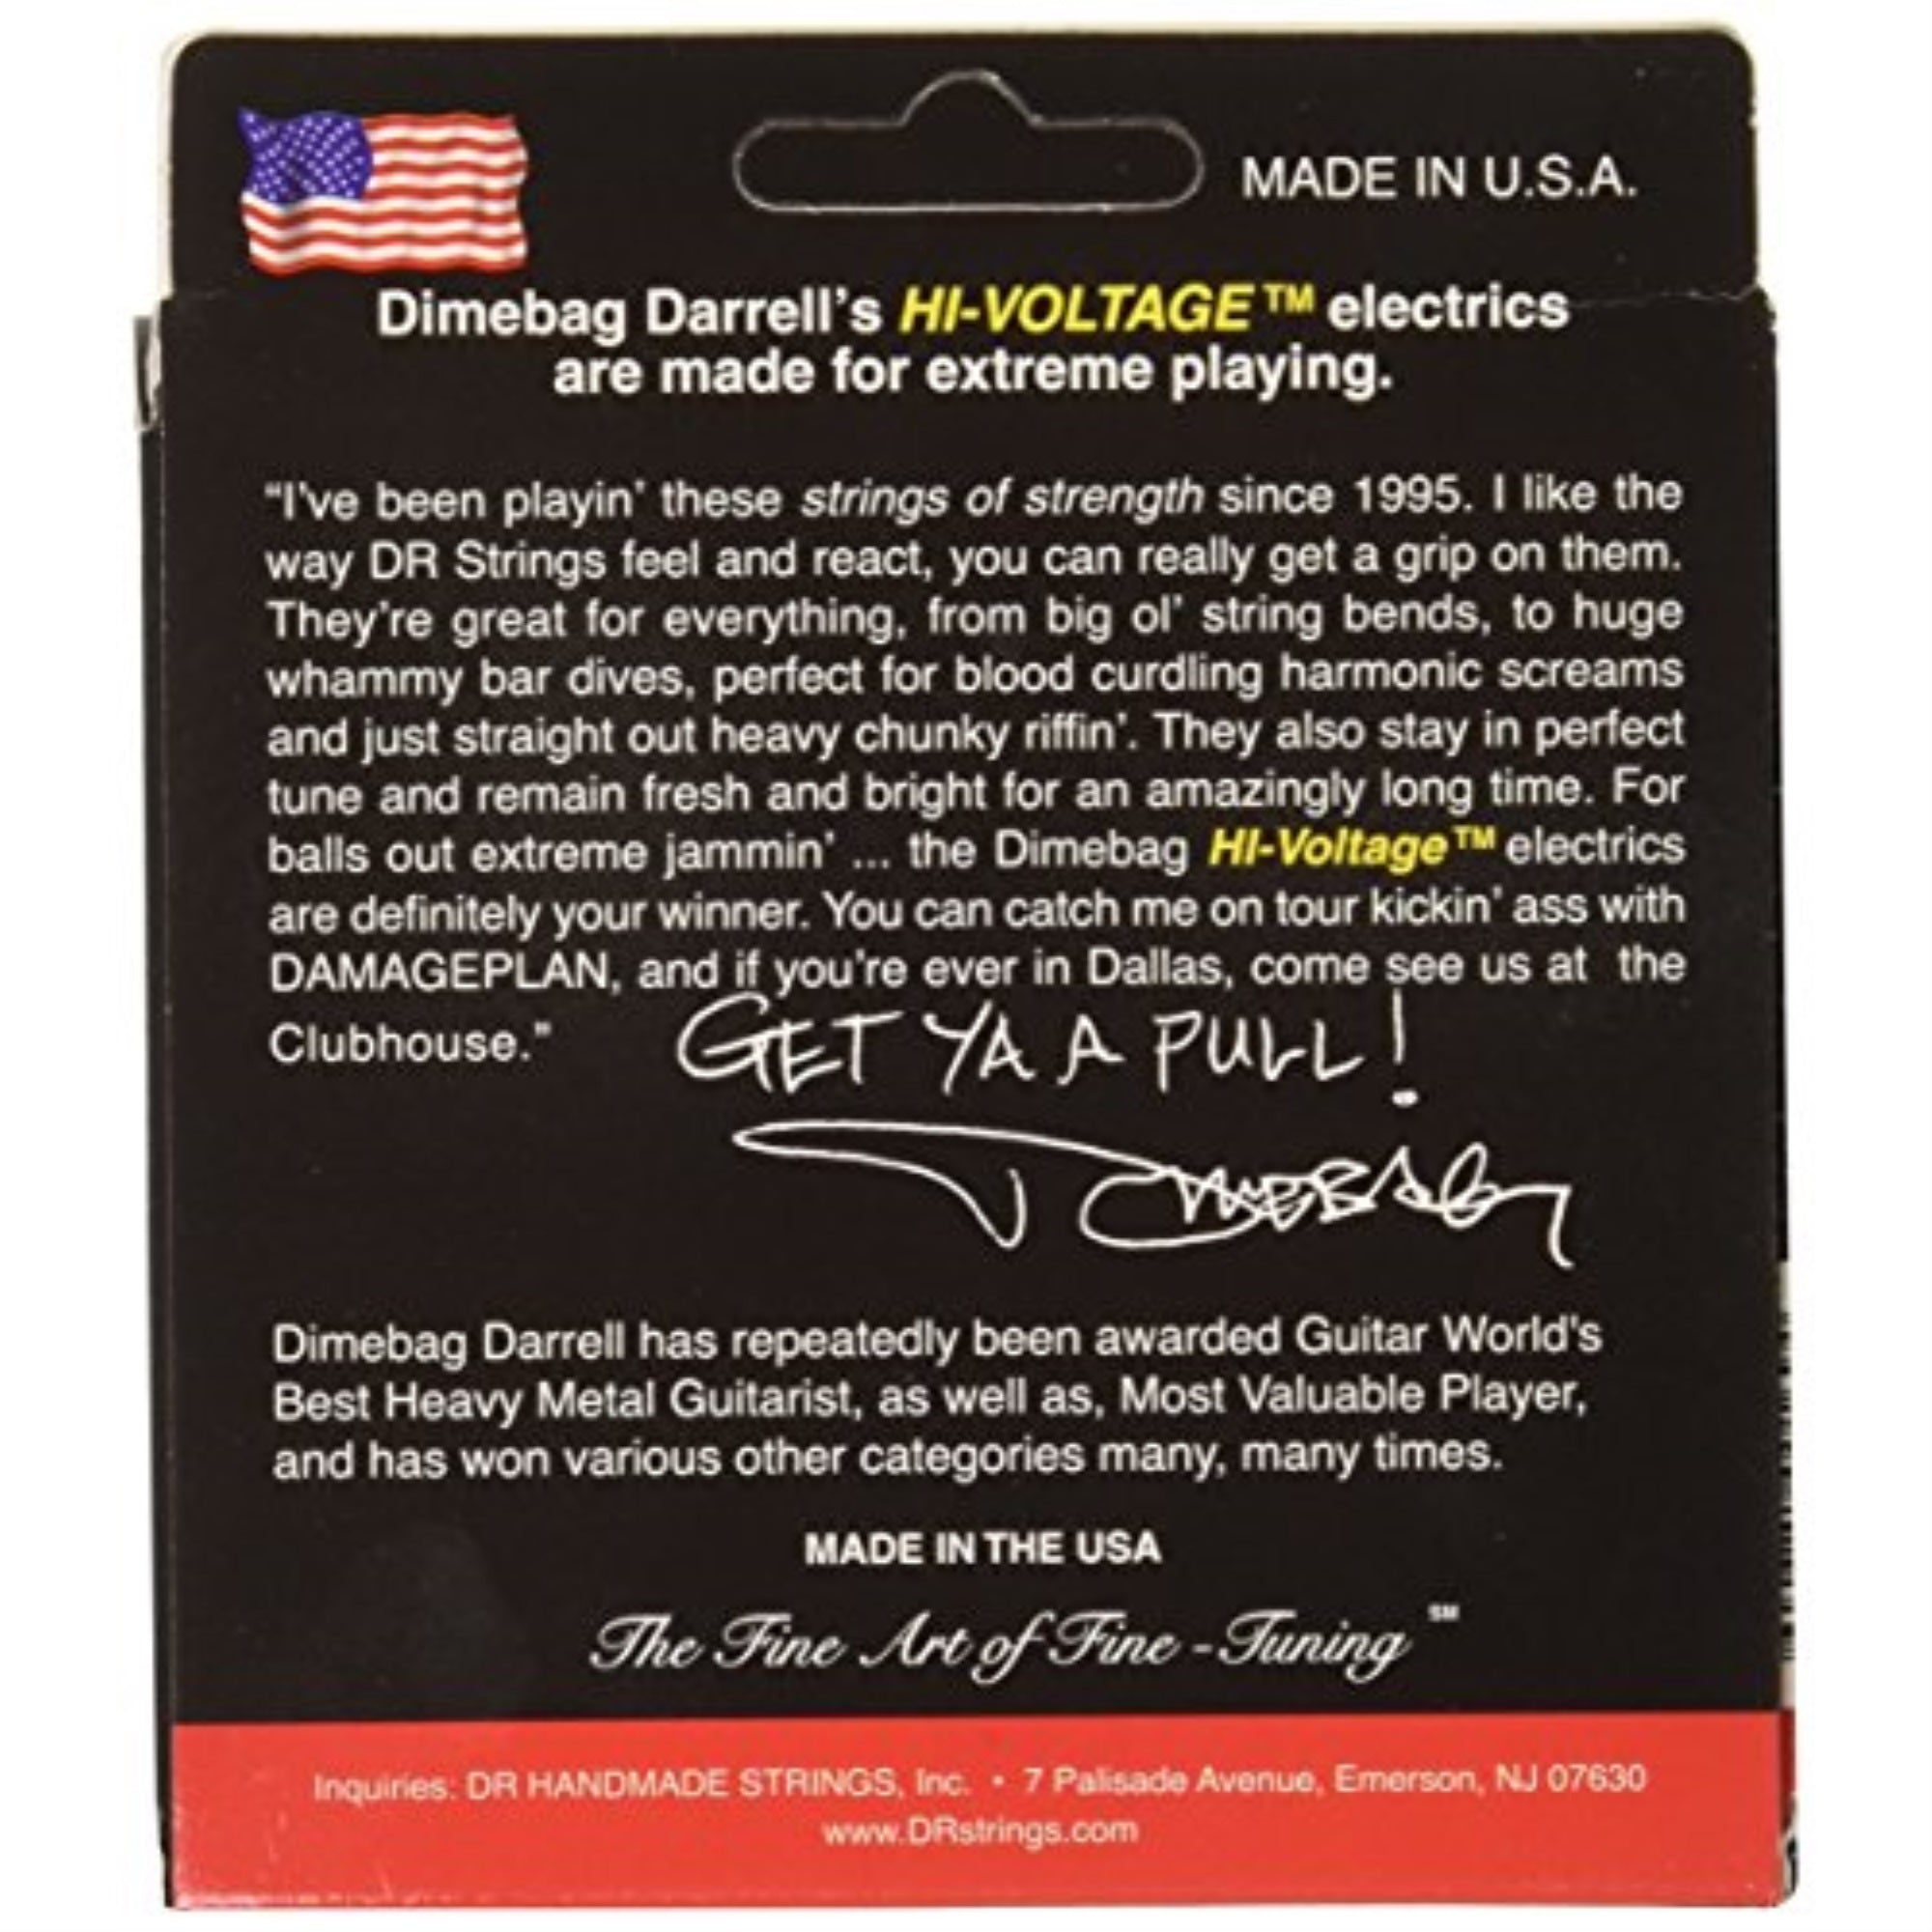 MADE IN U.S.A.
Dimebag Darrell's HI-VOLTAGE™ electrics
are made for extreme playing.
“I've been playin’ these strings of strength since 1995. I like the
way DR Strings feel and react, you can really get a grip on them.
They're great for everything, from big ol’ string bends, to huge
whammy bar dives, perfect for blood curdling harmonic screams
and just straight out heavy chunky riffin’. They also stay in perfect
tune and remain fresh and bright for an amazingly long time. For
balls out extreme jammin’ ... the Dimebag HI-Voltage™ electrics
are definitely your winner. You can catch me on tour kickin’ ass with
DAMAGEPLAN, and if you're ever in Dallas, come see us at the
Clubhouse."
GET YA A PULL!
DIMEBAG
Dimebag Darrell has repeatedly been awarded Guitar World's
Best Heavy Metal Guitarist, as well as, Most Valuable Player,
and has won various other categories many, many times.
MADE IN THE USA
The Fine Art of Fine-Tuning℠
Inquiries: DR HANDMADE STRINGS, Inc. • 7 Palisade Avenue, Emerson, NJ 07630
www.DRstrings.com